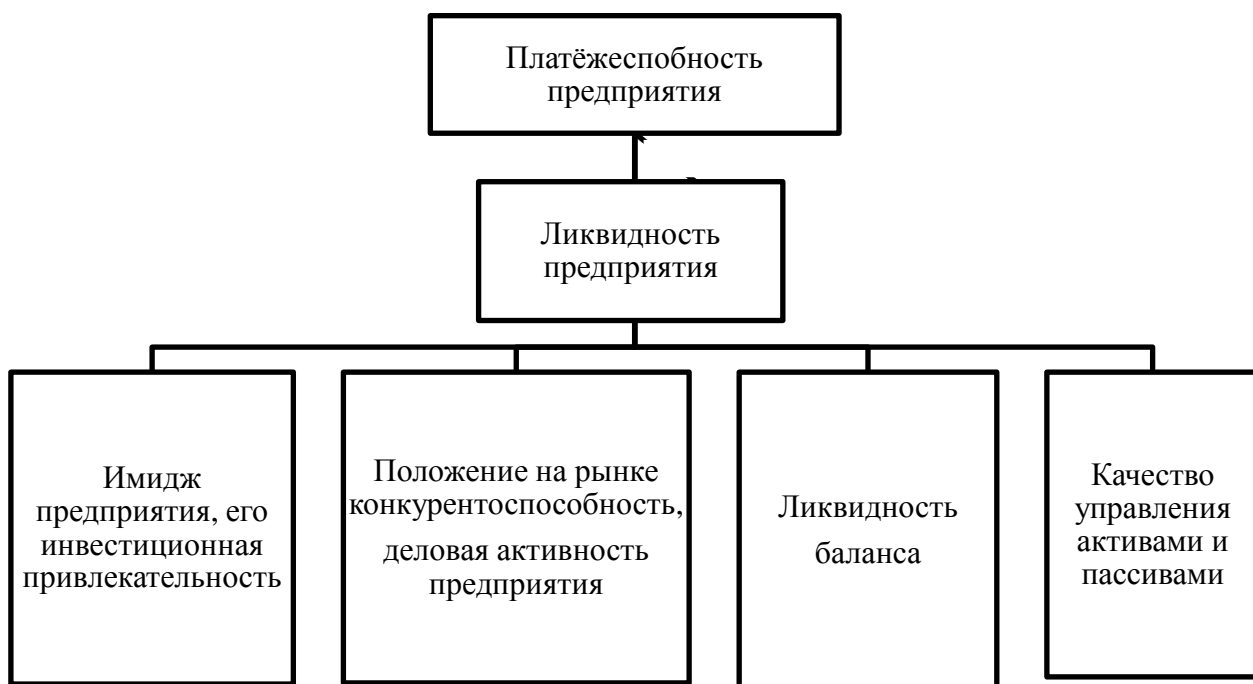 Платёжеспобность
предприятия
Ликвидность
предприятия
Имидж
предприятия, его
инвестиционная
привлекательность
Положение на рынке
конкурентоспособность,
деловая активность
предприятия
Ликвидность
баланса
Качество
управления
активами и
пассивами